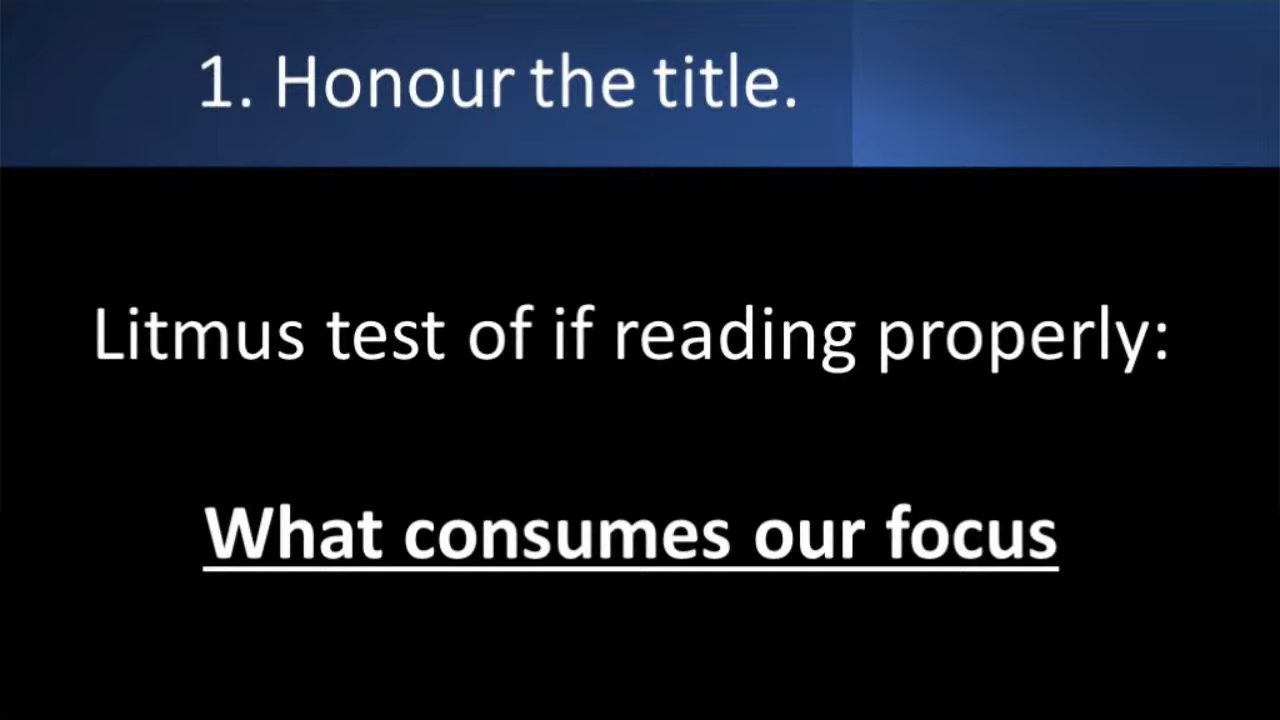 1. Honour the title.
Litmus test of if reading properly:
What consumes our focus